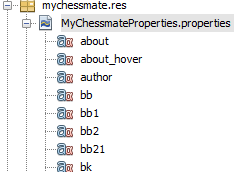 mychessmate.res
MyChessmateProperties.properties
about
about_hover
author
bb
bb1
bb2
bb21
bk